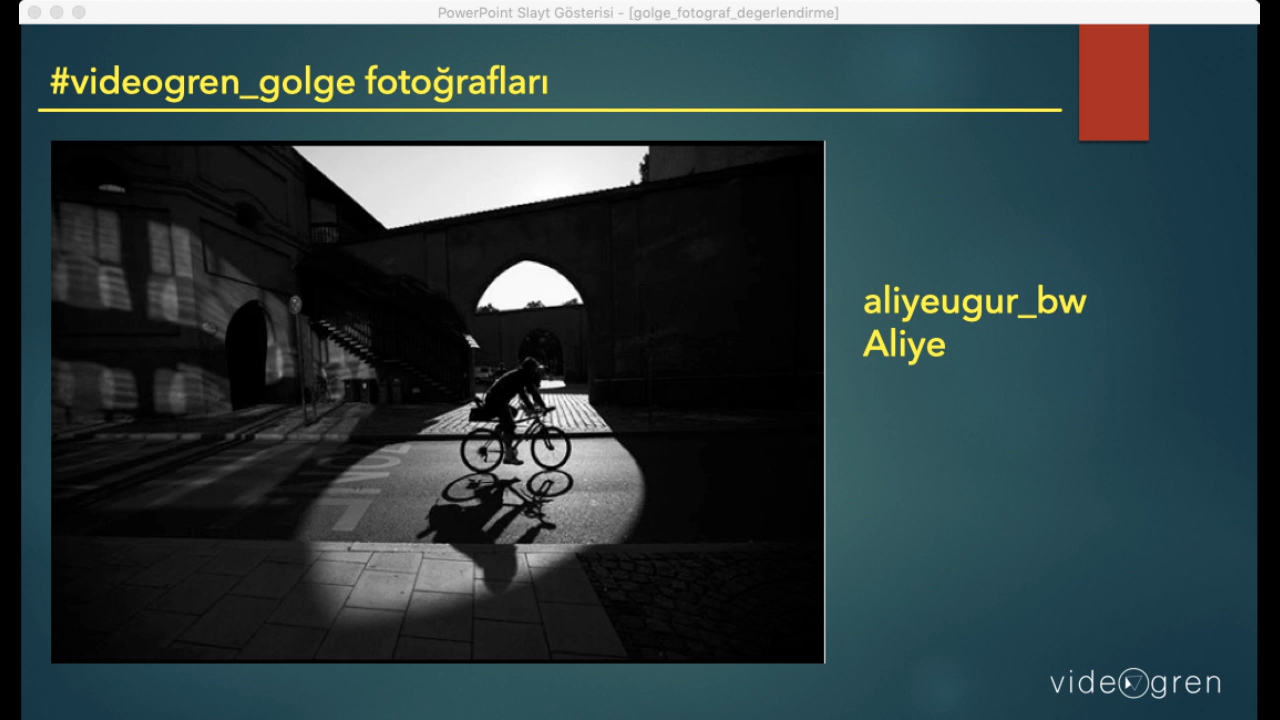 PowerPoint Slayt Gösterisi - [golge_fotograf_degerlendirme]
#videogren_golge fotoğrafları
aliyeugur_bw
Aliye
videogren